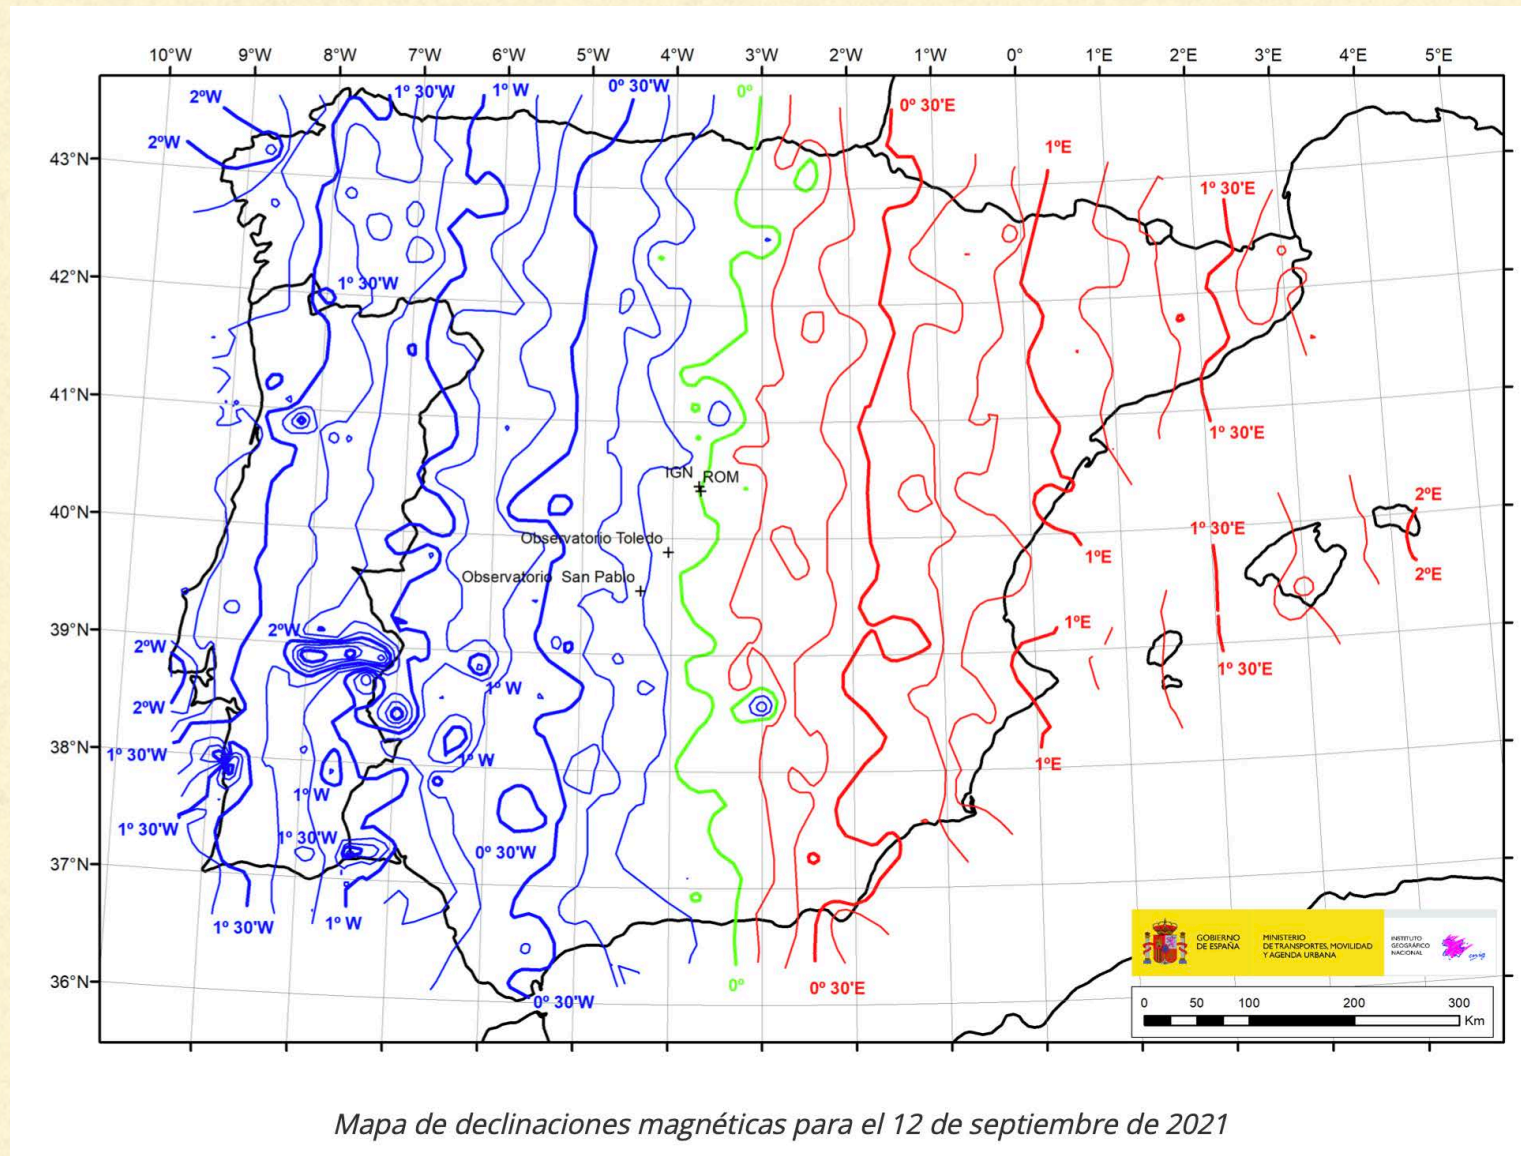 10°W 9°W 8°W 7°W 6°W 5°W 4°W 3°W 2°W 1°W 0° 1°E 2°E 3°E 4°E 5°E
2ºW
1º 30'W
1º W
0º 30'W
0º
0º 30'E
2ºW
1ºE
43°N
1º 30'E
42°N
1º 30'W
41°N
1º 30'E
IGN
ROM
2ºE
40°N
1º 30'E
Observatorio Toledo
1ºE
Observatorio San Pablo
2ºE
39°N
2ºW
1ºE
2ºW
1º 30'E
1º W
2ºW
38°N
1º 30'W
1º W
1ºE
1º W
1º 30'W
1º 30'W
37°N
0º 30'W
1º 30'W
1º W
36°N
0º
0º 30'E
0º 30'W
GOBIERNO
DE ESPAÑA
MINISTERIO
DE TRANSPORTES, MOVILIDAD
Y AGENDA URBANA
INSTITUTO
GEOGRÁFICO
NACIONAL
cnig
0 50 100 200 300
Km
Mapa de declinaciones magnéticas para el 12 de septiembre de 2021